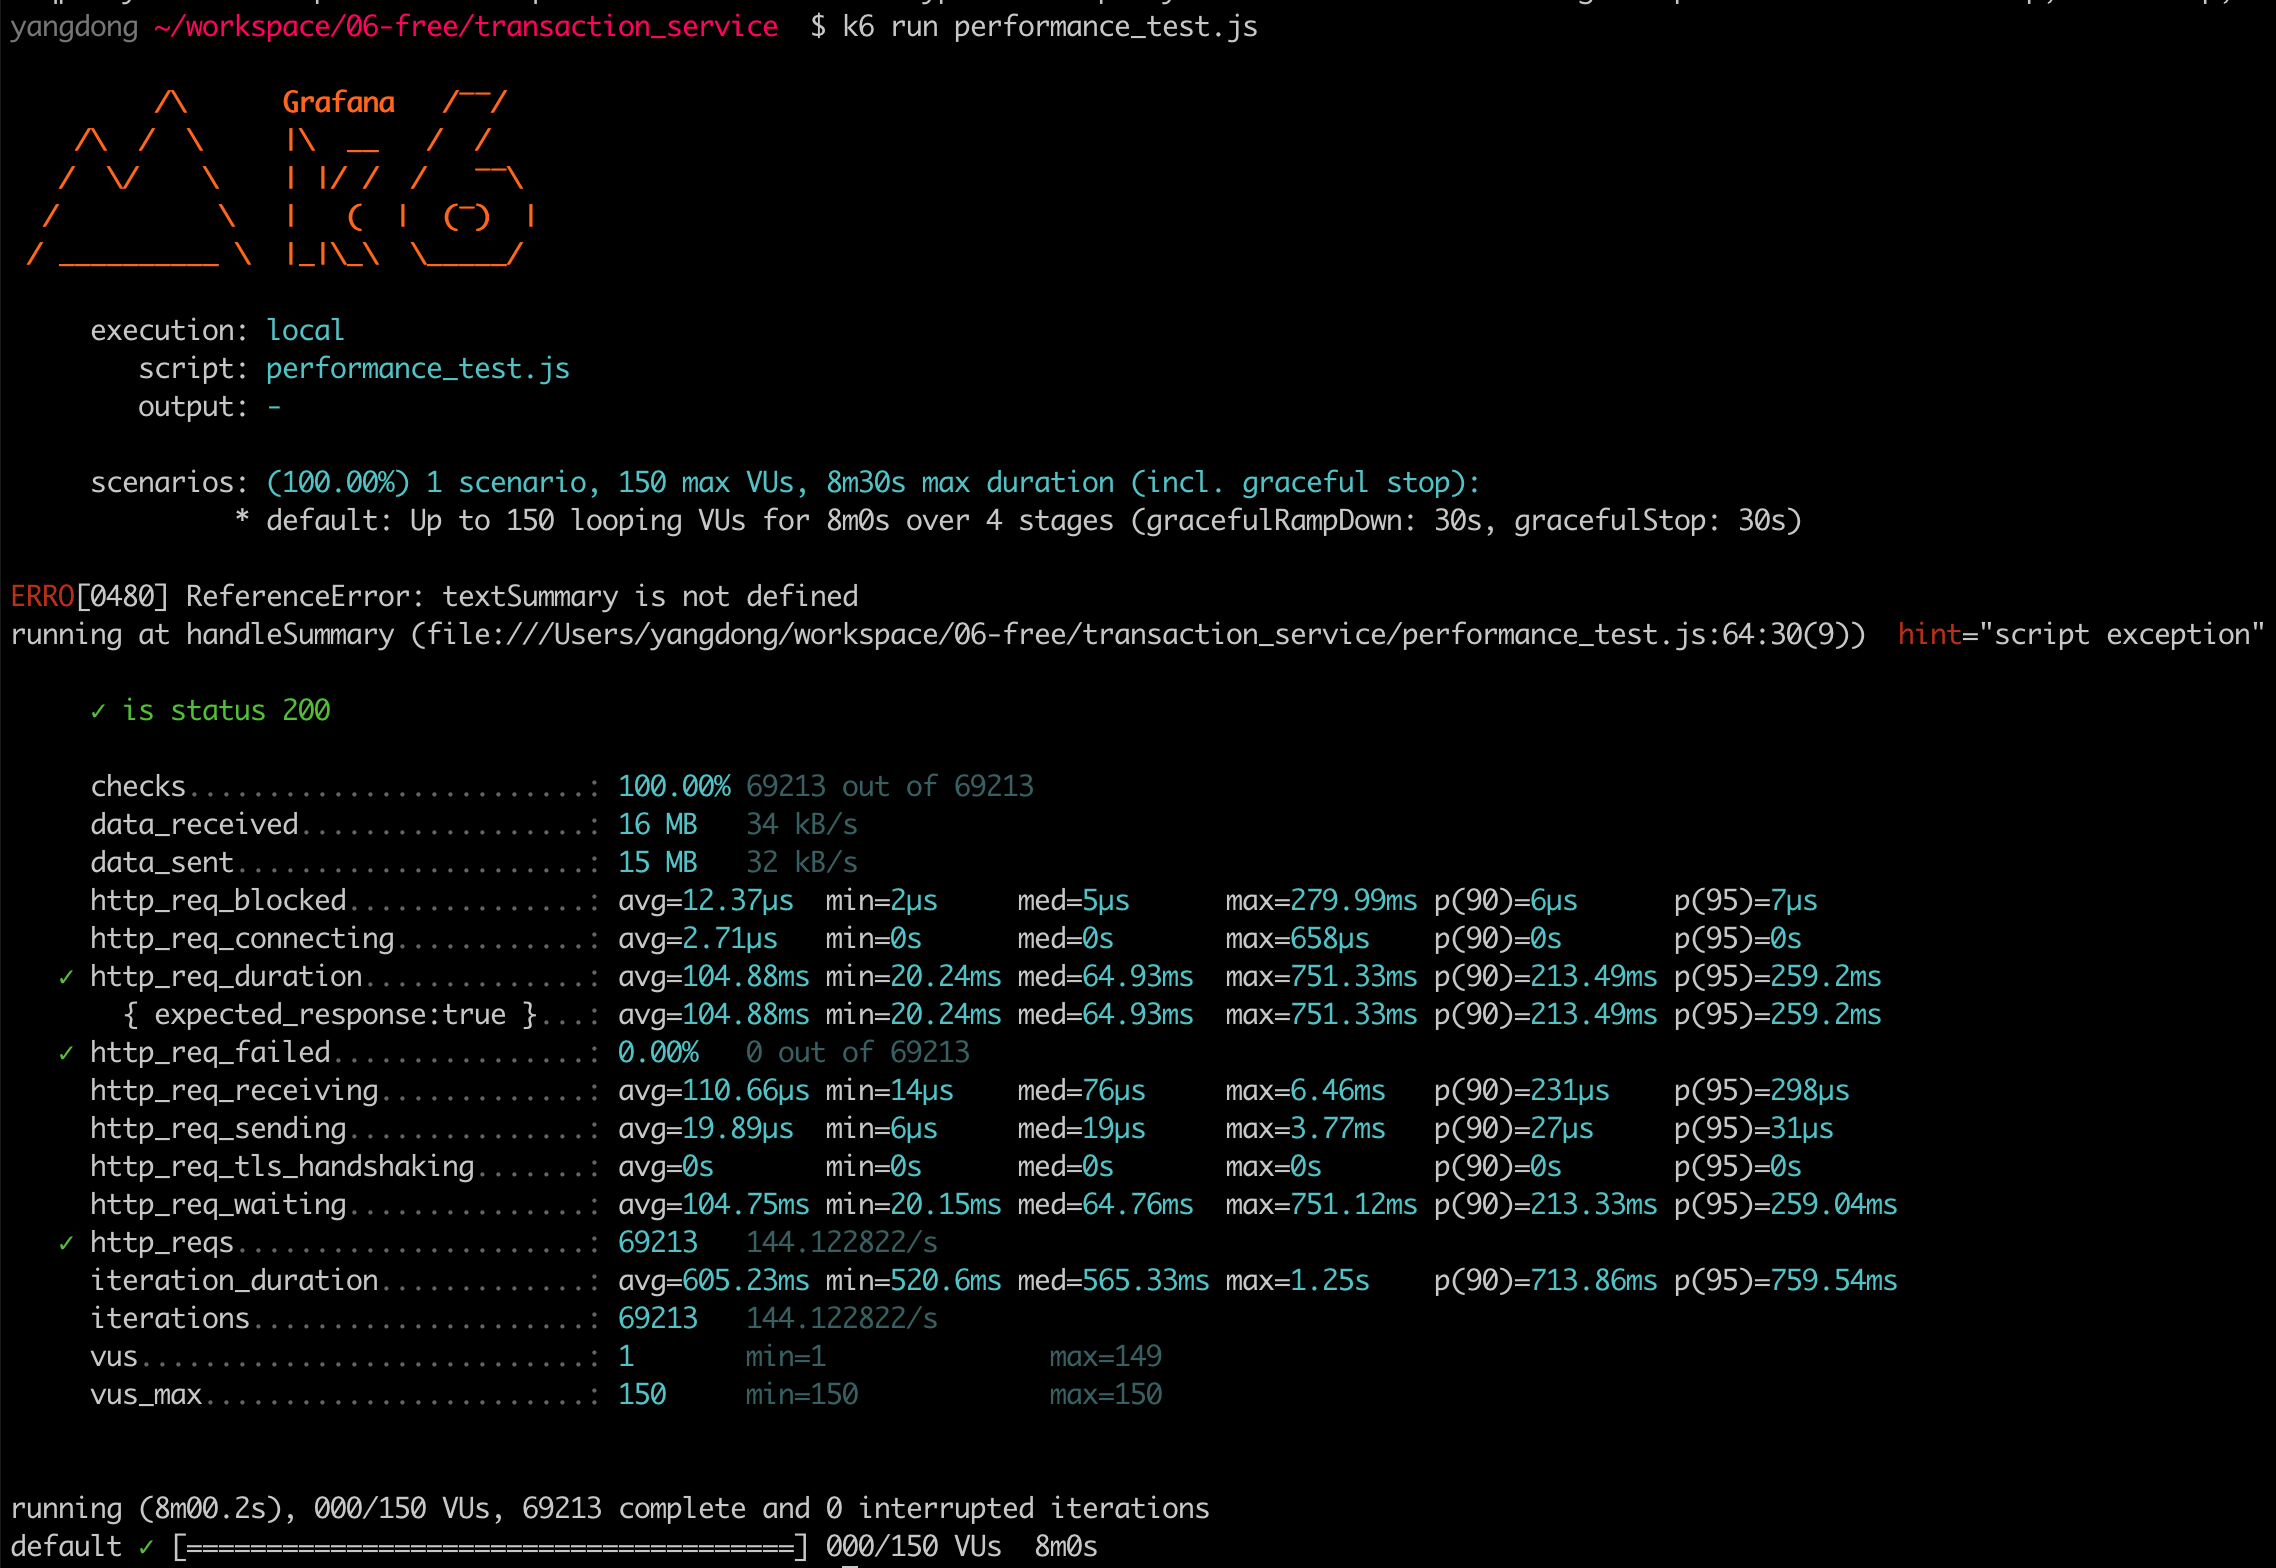 yangdong ~/workspace/06-free/transaction_service  $ k6 run performance_test.js
         /\      Grafana   /‾‾/
    /\  /  \     |\  __   /  /
   /  \/    \    | |/ /  /   ‾‾\
  /          \   |   (  |  (‾)  |
 / __________ \  |_|\_\  \_____/
     execution: local
        script: performance_test.js
        output: -
     scenarios: (100.00%) 1 scenario, 150 max VUs, 8m30s max duration (incl. graceful stop):
              * default: Up to 150 looping VUs for 8m0s over 4 stages (gracefulRampDown: 30s, gracefulStop: 30s)
ERRO[0480] ReferenceError: textSummary is not defined
running at handleSummary (file:///Users/yangdong/workspace/06-free/transaction_service/performance_test.js:64:30(9))  hint="script exception"
     ✓ is status 200
     checks.........................: 100.00% 69213 out of 69213
     data_received..................: 16 MB   34 kB/s
     data_sent......................: 15 MB   32 kB/s
     http_req_blocked...............: avg=12.37µs  min=2µs     med=5µs      max=279.99ms p(90)=6µs      p(95)=7µs
     http_req_connecting............: avg=2.71µs   min=0s      med=0s       max=658µs    p(90)=0s       p(95)=0s
   ✓ http_req_duration..............: avg=104.88ms min=20.24ms med=64.93ms  max=751.33ms p(90)=213.49ms p(95)=259.2ms
       { expected_response:true }...: avg=104.88ms min=20.24ms med=64.93ms  max=751.33ms p(90)=213.49ms p(95)=259.2ms
   ✓ http_req_failed................: 0.00%   0 out of 69213
     http_req_receiving.............: avg=110.66µs min=14µs    med=76µs     max=6.46ms   p(90)=231µs    p(95)=298µs
     http_req_sending...............: avg=19.89µs  min=6µs     med=19µs     max=3.77ms   p(90)=27µs     p(95)=31µs
     http_req_tls_handshaking.......: avg=0s       min=0s      med=0s       max=0s       p(90)=0s       p(95)=0s
     http_req_waiting...............: avg=104.75ms min=20.15ms med=64.76ms  max=751.12ms p(90)=213.33ms p(95)=259.04ms
   ✓ http_reqs......................: 69213   144.122822/s
     iteration_duration.............: avg=605.23ms min=520.6ms med=565.33ms max=1.25s    p(90)=713.86ms p(95)=759.54ms
     iterations.....................: 69213   144.122822/s
     vus............................: 1       min=1              max=149
     vus_max........................: 150     min=150            max=150
running (8m00.2s), 000/150 VUs, 69213 complete and 0 interrupted iterations
default ✓ [======================================] 000/150 VUs  8m0s